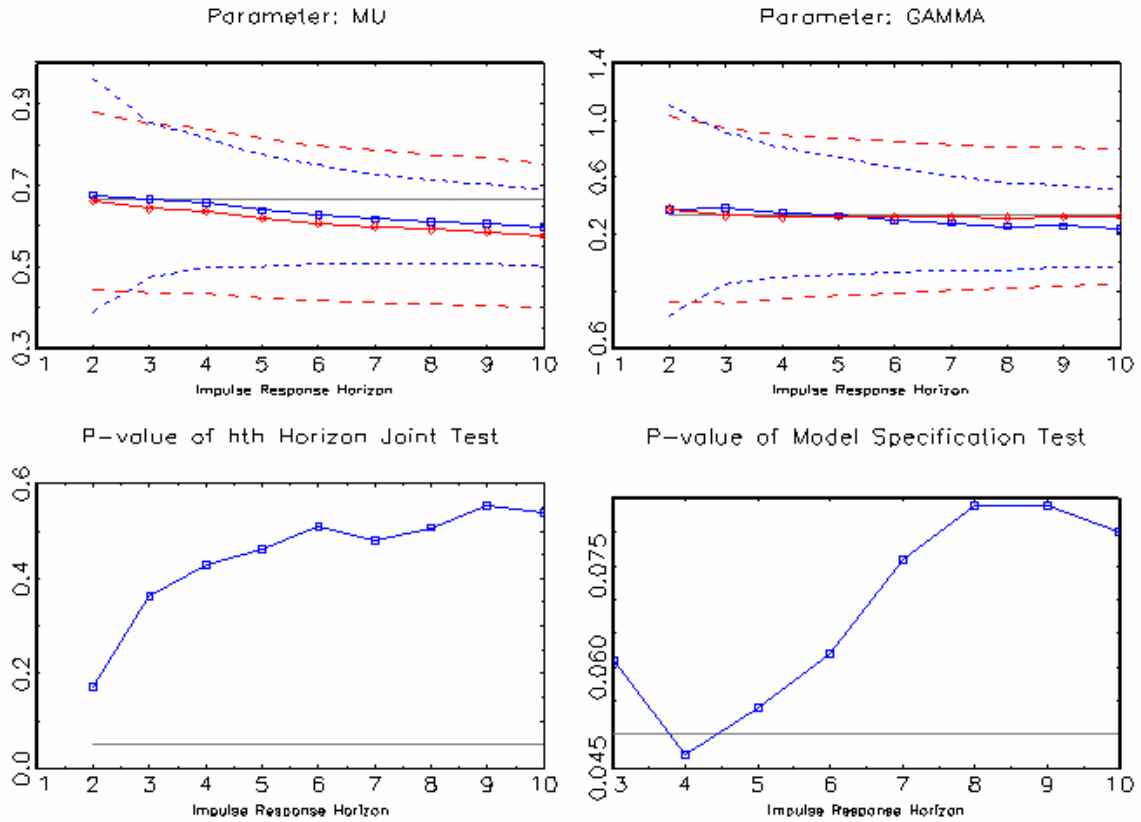 Parameter: MU
0.9
0.7
0.5
0.3
1 2 3 4 5 6 7 8 9 10
Impulse Response Horizon
Parameter: GAMMA
1.4
1.0
0.6
0.2
-0.6
1 2 3 4 5 6 7 8 9 10
Impulse Response Horizon
P-value of hth Horizon Joint Test
0.6
0.4
0.2
0.0
1 2 3 4 5 6 7 8 9 10
Impulse Response Horizon
P-value of Model Specification Test
0.075
0.060
0.045
3 4 5 6 7 8 9 10
Impulse Response Horizon